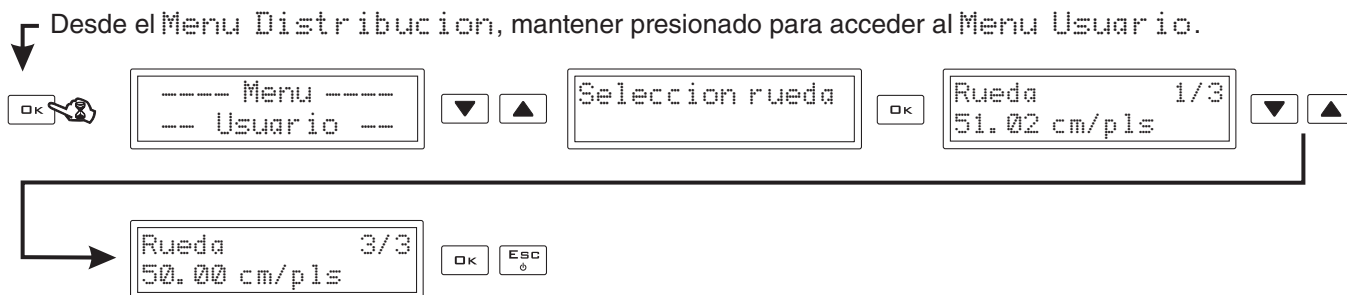 Desde el Menu Distribucion, mantener presionado para acceder al Menu Usuario.
OK
---- Menu ----
-- Usuario --
Seleccion rueda
OK
Rueda 1/3
51.02 cm/pls
Rueda 3/3
50.00 cm/pls
OK
Esc